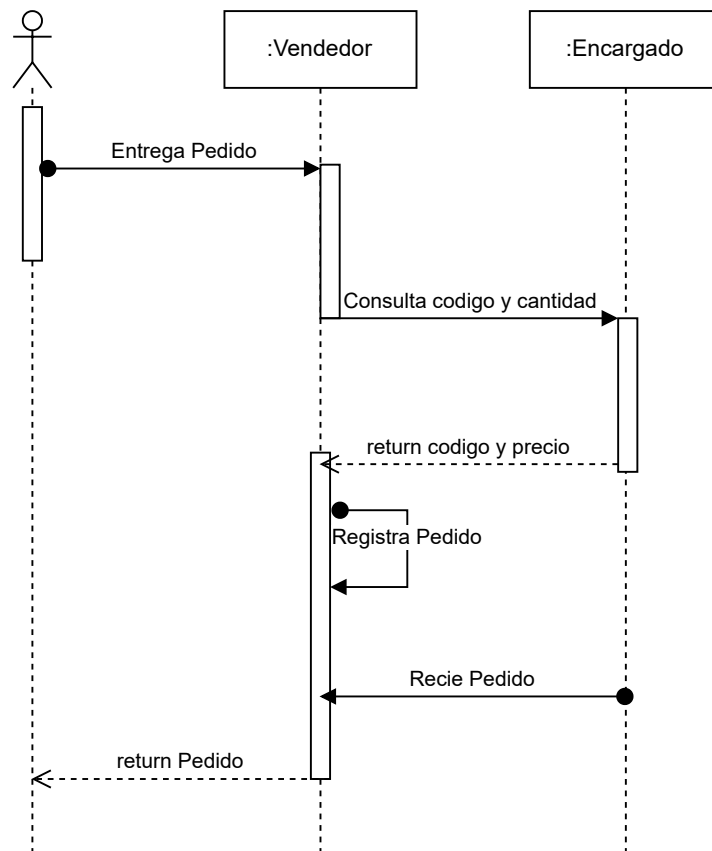 :Vendedor
:Encargado
Entrega Pedido
Consulta codigo y cantidad
return codigo y precio
Registra Pedido
Recie Pedido
return Pedido